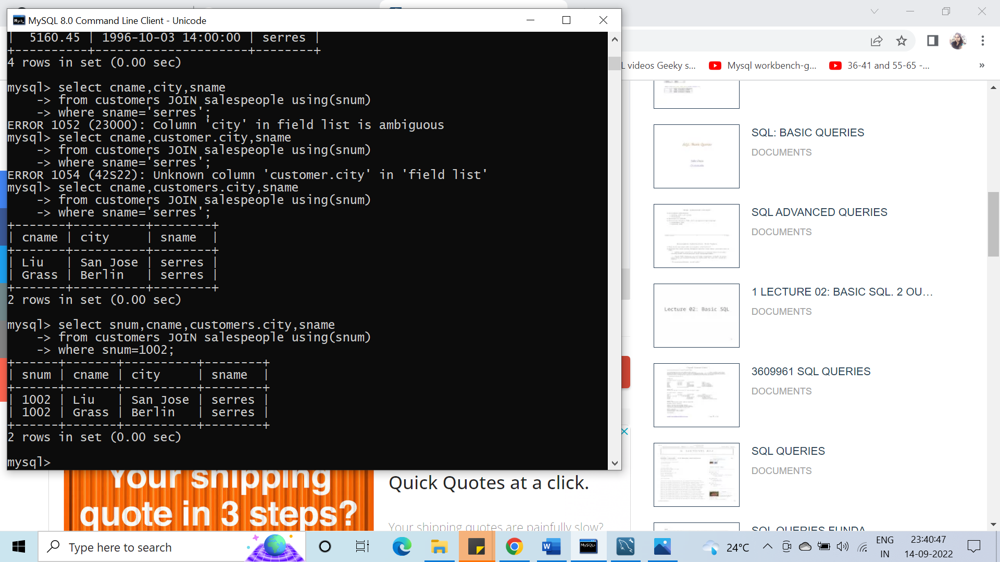 MySQL 8.0 Command Line Client - Unicode
|  5160.45 | 1996-10-03 14:00:00 | serres |
+----------+---------------------+--------+
4 rows in set (0.00 sec)
mysql> select cname,city,sname
    -> from customers JOIN salespeople using(snum)
    -> where sname='serres';
ERROR 1052 (23000): Column 'city' in field list is ambiguous
mysql> select cname,customer.city,sname
    -> from customers JOIN salespeople using(snum)
    -> where sname='serres';
ERROR 1054 (42S22): Unknown column 'customer.city' in 'field list'
mysql> select cname,customers.city,sname
    -> from customers JOIN salespeople using(snum)
    -> where sname='serres';
+-------+----------+--------+
| cname | city     | sname  |
+-------+----------+--------+
| Liu   | San Jose | serres |
| Grass | Berlin   | serres |
+-------+----------+--------+
2 rows in set (0.00 sec)
mysql> select snum,cname,customers.city,sname
    -> from customers JOIN salespeople using(snum)
    -> where snum=1002;
+------+-------+----------+--------+
| snum | cname | city     | sname  |
+------+-------+----------+--------+
| 1002 | Liu   | San Jose | serres |
| 1002 | Grass | Berlin   | serres |
+------+-------+----------+--------+
2 rows in set (0.00 sec)
mysql>
L videos Geeky s...
Mysql workbench-g...
36-41 and 55-65 -...
»
SQL: BASIC QUERIES
DOCUMENTS
SQL ADVANCED QUERIES
DOCUMENTS
Lecture 02: Basic SQL
1 LECTURE 02: BASIC SQL. 2 OU...
DOCUMENTS
3609961 SQL QUERIES
DOCUMENTS
SQL QUERIES
DOCUMENTS
SQL QUERIES FUNDA
Your shipping
quote in 3 steps?
Quick Quotes at a click.
Your shipping quotes are painfully slow?
Type here to search
MySQL
24°C
ENG
IN
23:40:47
14-09-2022